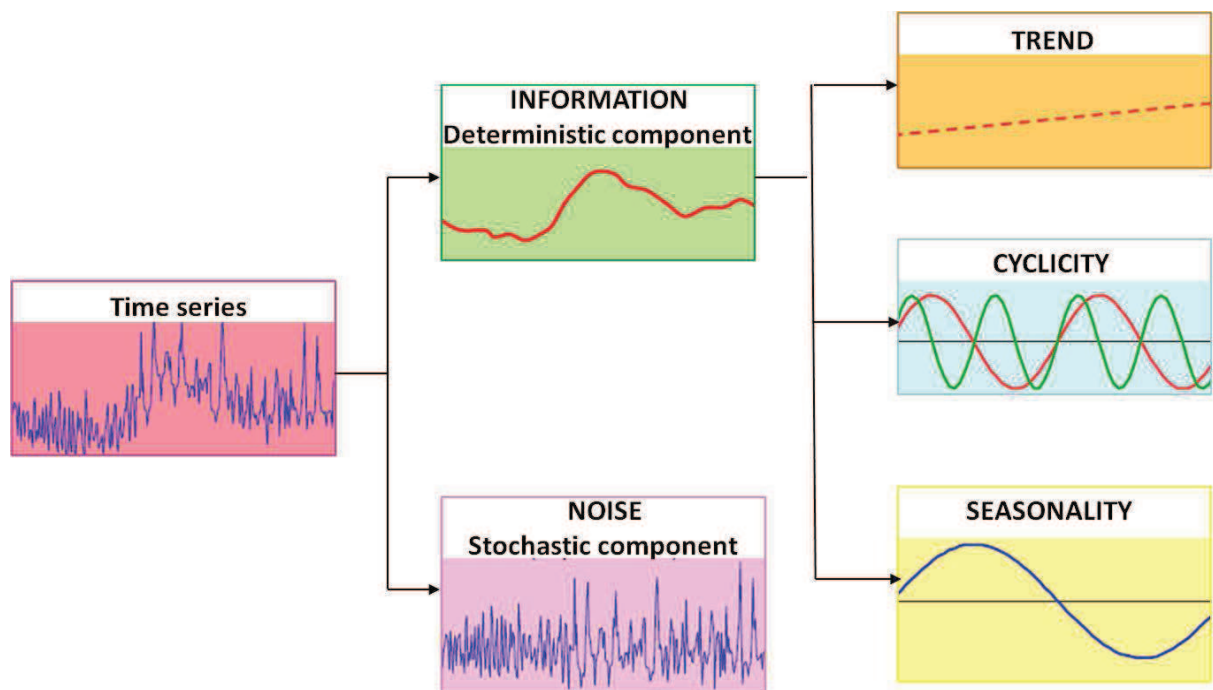 Time series
INFORMATION
Deterministic component
NOISE
Stochastic component
TREND
CYCLICITY
SEASONALITY